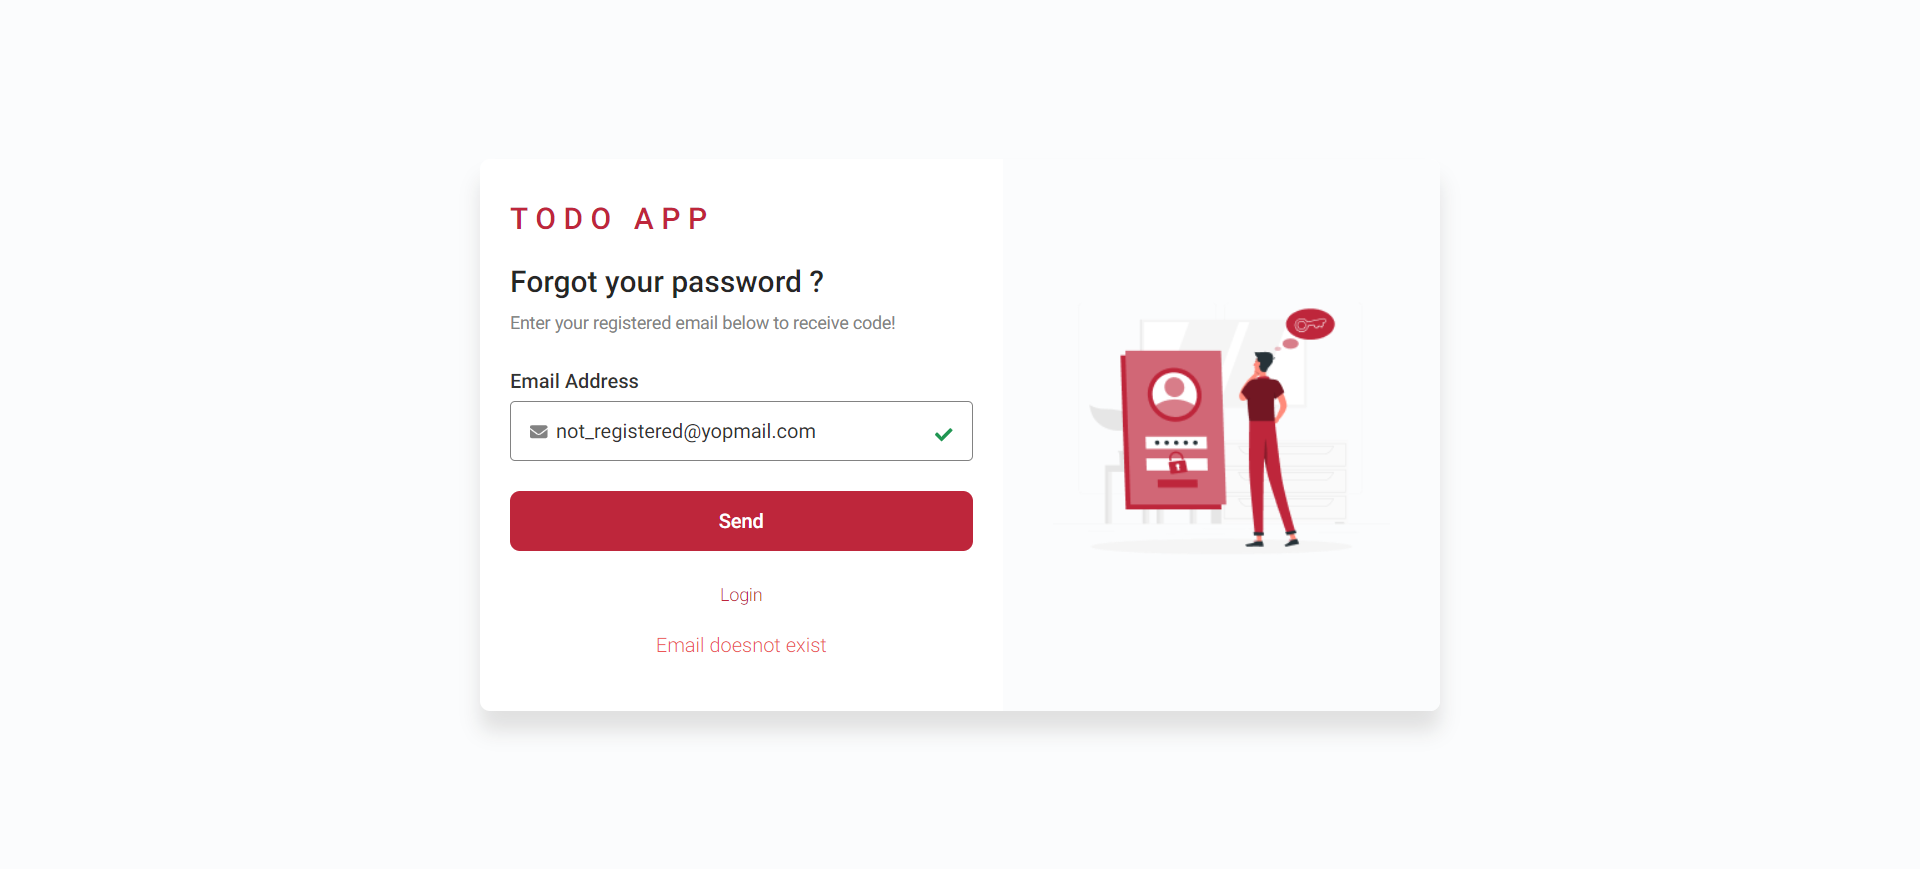 TODO APP
Forgot your password ?
Enter your registered email below to receive code!
Email Address
not_registered@yopmail.com
Send
Login
Email doesnot exist